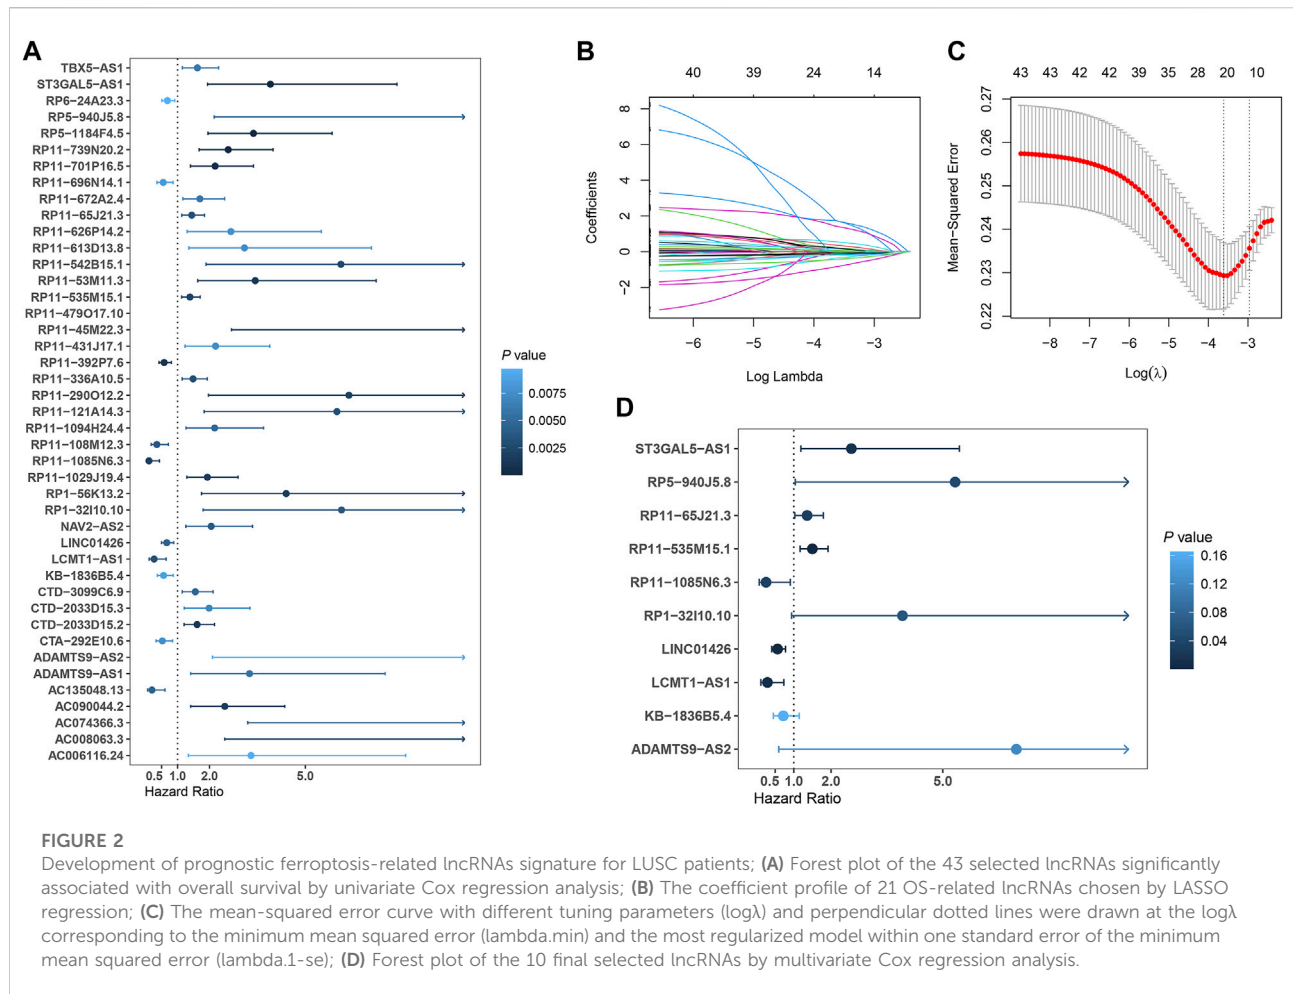 A
TBX5−AS1
ST3GAL5−AS1
RP6−24A23.3
RP5−940J5.8
RP5−1184F4.5
RP11−739N20.2
RP11−701P16.5
RP11−696N14.1
RP11−672A2.4
RP11−65J21.3
RP11−626P14.2
RP11−613D13.8
RP11−542B15.1
RP11−53M11.3
RP11−535M15.1
RP11−479O17.10
RP11−45M22.3
RP11−431J17.1
RP11−392P7.6
RP11−336A10.5
RP11−290O12.2
RP11−121A14.3
RP11−1094H24.4
RP11−108M12.3
RP11−1085N6.3
RP11−1029J19.4
RP1−56K13.2
RP1−32I10.10
NAV2−AS2
LINC01426
LCMT1−AS1
KB−1836B5.4
CTD−3099C6.9
CTD−2033D15.3
CTD−2033D15.2
CTA−292E10.6
ADAMTS9−AS2
ADAMTS9−AS1
AC135048.13
AC090044.2
AC074366.3
AC008063.3
AC006116.24
0.5 1.0 2.0 5.0
Hazard Ratio
P value
0.0075
0.0050
0.0025
B
40 39 24 14
8
6
4
2
0
−2
Coefficients
−6 −5 −4 −3
Log Lambda
C
43 43 42 42 39 35 28 20 10
0.27
0.26
0.25
0.24
0.23
0.22
Mean−Squared Error
−8 −7 −6 −5 −4 −3
Log(λ)
D
ST3GAL5−AS1
RP5−940J5.8
RP11−65J21.3
RP11−535M15.1
RP11−1085N6.3
RP1−32I10.10
LINC01426
LCMT1−AS1
KB−1836B5.4
ADAMTS9−AS2
0.5 1.0 2.0 5.0
Hazard Ratio
P value
0.16
0.12
0.08
0.04
FIGURE 2
Development of prognostic ferroptosis-related lncRNAs signature for LUSC patients; (A) Forest plot of the 43 selected lncRNAs significantly
associated with overall survival by univariate Cox regression analysis; (B) The coefficient profile of 21 OS-related lncRNAs chosen by LASSO
regression; (C) The mean-squared error curve with different tuning parameters (logλ) and perpendicular dotted lines were drawn at the logλ
corresponding to the minimum mean squared error (lambda.min) and the most regularized model within one standard error of the minimum
mean squared error (lambda.1-se); (D) Forest plot of the 10 final selected lncRNAs by multivariate Cox regression analysis.